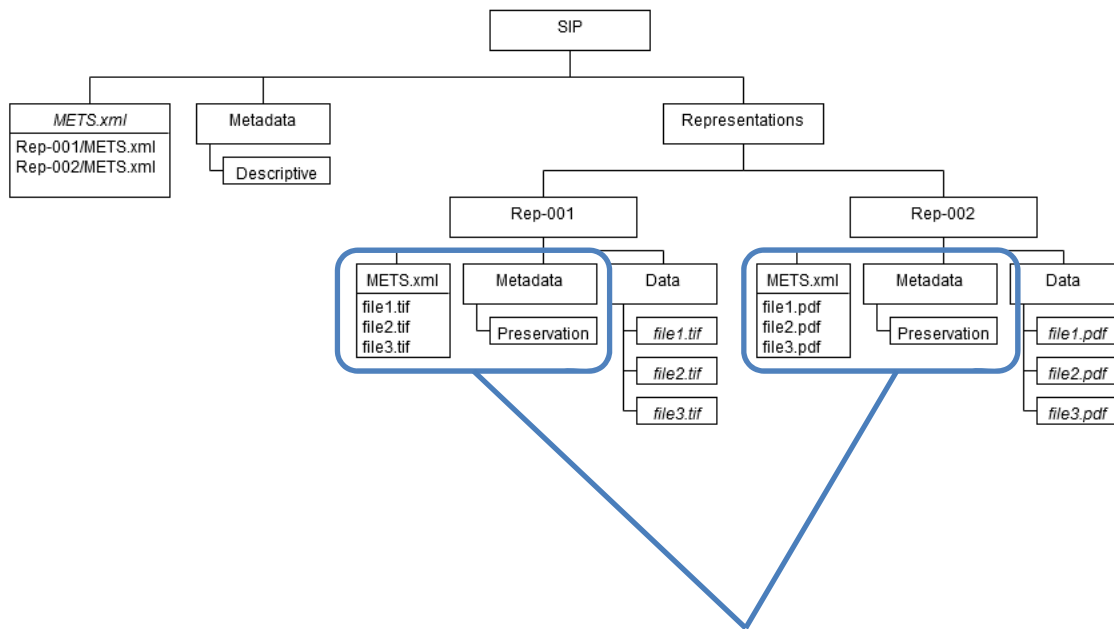 SIP
METS.xml
Rep-001/METS.xml
Rep-002/METS.xml
Metadata
Descriptive
Representations
Rep-001
METS.xml
file1.tif
file2.tif
file3.tif
Metadata
Preservation
Data
file1.tif
file2.tif
file3.tif
Rep-002
METS.xml
file1.pdf
file2.pdf
file3.pdf
Metadata
Preservation
Data
file1.pdf
file2.pdf
file3.pdf